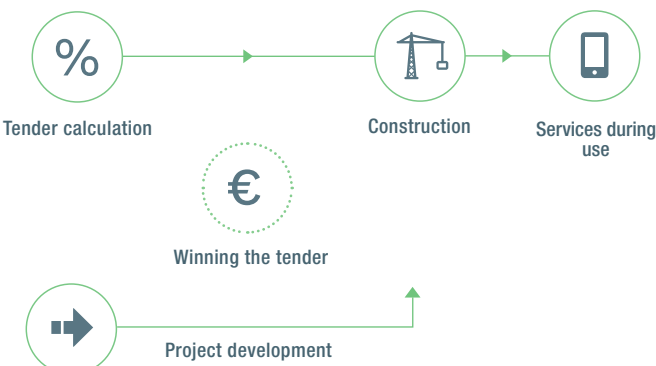 %
Tender calculation
Construction
Services during
use
€
Winning the tender
Project development